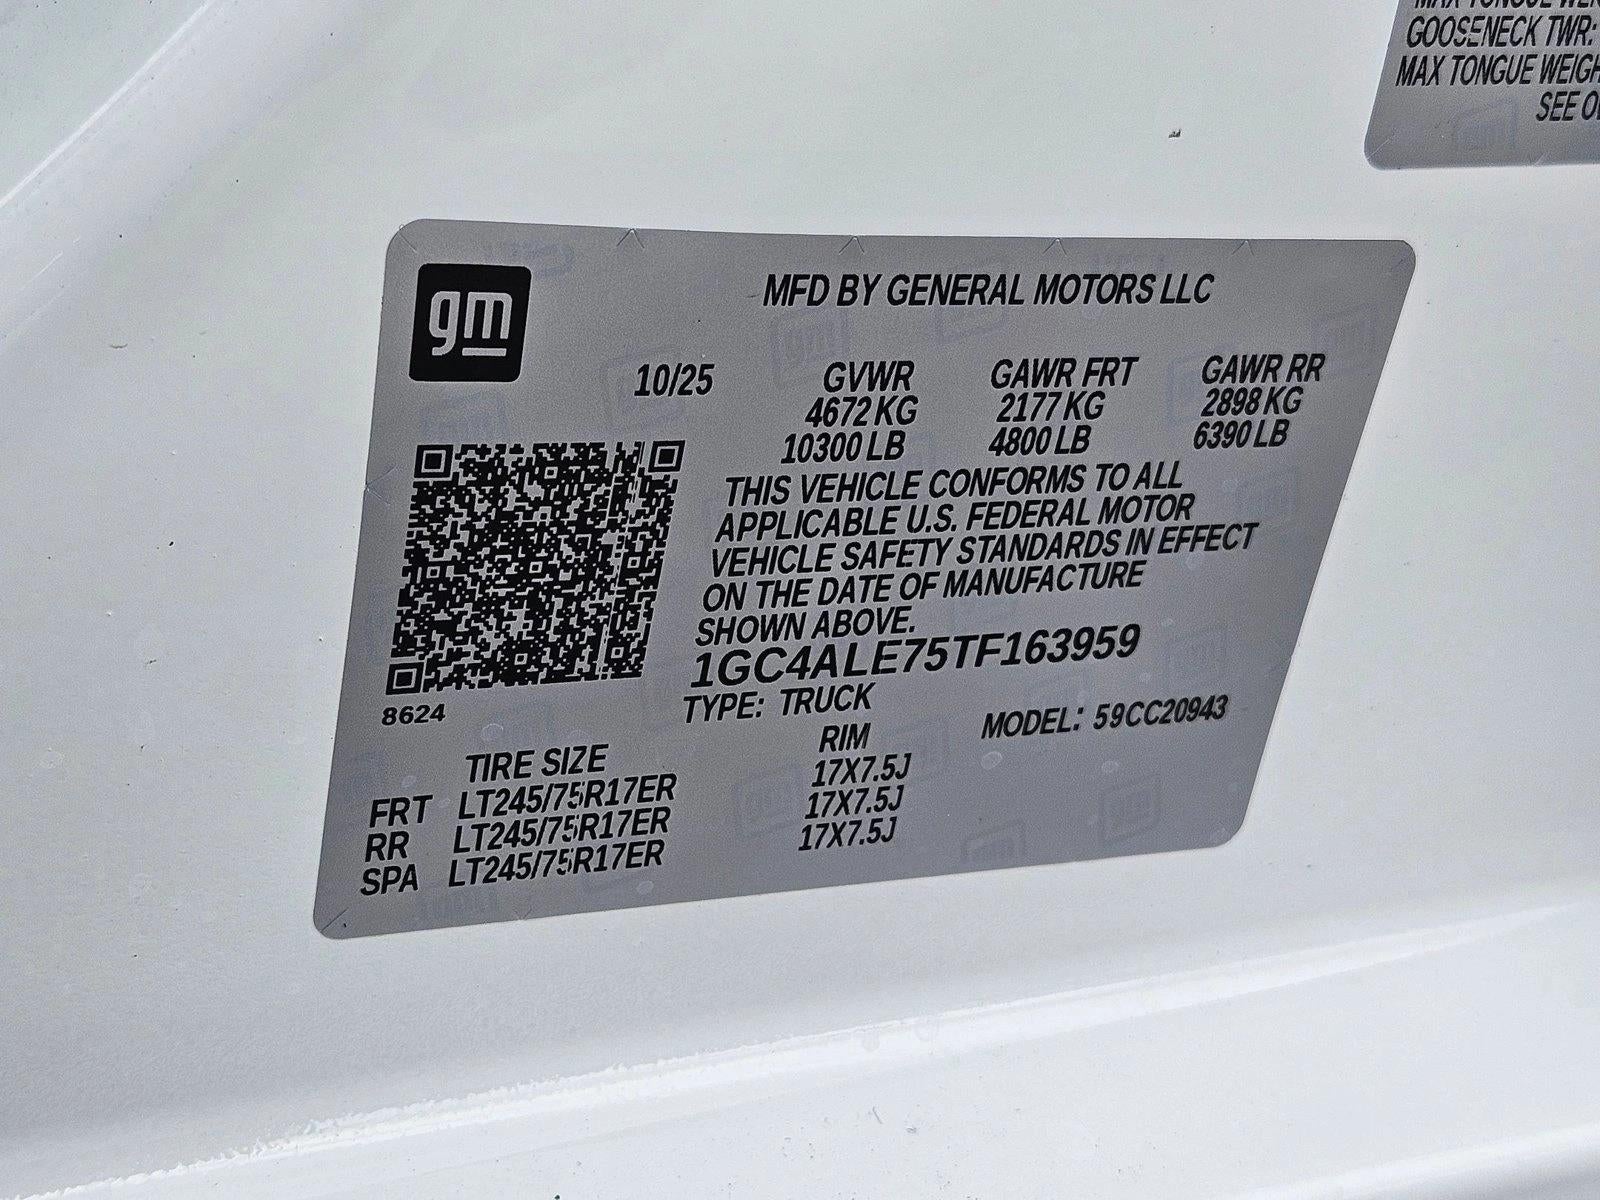 GOOSENECK TWR:
MAX TONGUE
SEE
gm
MFD BY GENERAL MOTORS LLC
10/25 GVWR GAWR FRT GAWR RR
4672 KG 2177 KG 2898 KG
10300 LB 4800 LB 6390 LB
THIS VEHICLE CONFORMS TO ALL
APPLICABLE U.S. FEDERAL MOTOR
VEHICLE SAFETY STANDARDS IN EFFECT
ON THE DATE OF MANUFACTURE
SHOWN ABOVE.
1GC4ALE75TF163959
8624
TYPE: TRUCK MODEL: 59CC20943
TIRE SIZE RIM
FRT LT245/75R17ER 17X7.5J
RR LT245/75R17ER 17X7.5J
SPA LT245/75R17ER 17X7.5J